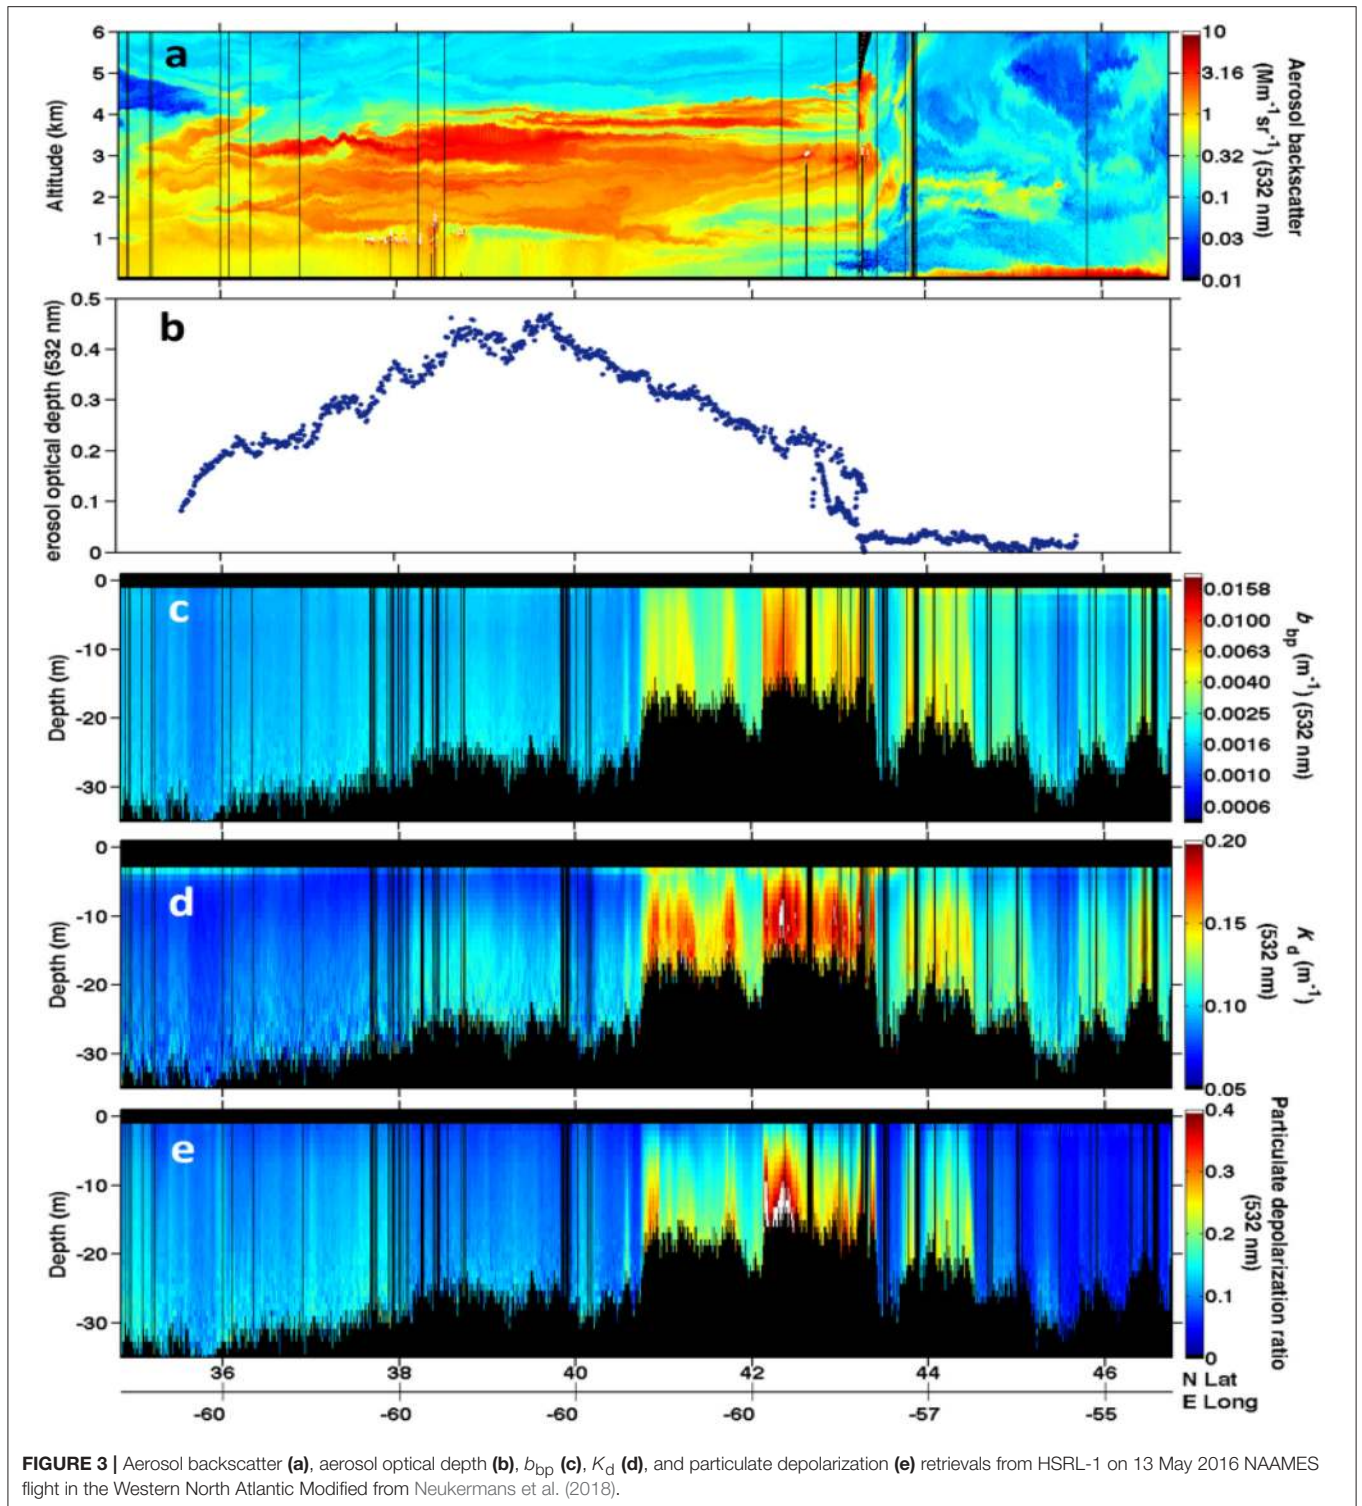 a
6
5
4
3
2
1
Altitude (km)
10
3.16
1
0.32
0.1
0.03
0.01
Aerosol backscatter
(Mm-1sr-1) (532 nm)
b
0.5
0.4
0.3
0.2
0.1
0
erosol optical depth (532 nm)
c
0
-10
-20
-30
Depth (m)
0.0158
0.0100
0.0063
0.0040
0.0025
0.0016
0.0010
0.0006
b bp (m-1) (532 nm)
d
0
-10
-20
-30
Depth (m)
0.20
0.15
0.10
0.05
K d (m-1)
(532 nm)
e
0
-10
-20
-30
Depth (m)
0.4
0.3
0.2
0.1
0
Particulate depolarization ratio
(532 nm)
36 38 40 42 44 46 N Lat
-60 -60 -60 -60 -57 -55 E Long
FIGURE 3 | Aerosol backscatter (a), aerosol optical depth (b), bbp (c), Kd (d), and particulate depolarization (e) retrievals from HSRL-1 on 13 May 2016 NAAMES
flight in the Western North Atlantic Modified from Neukermans et al. (2018).